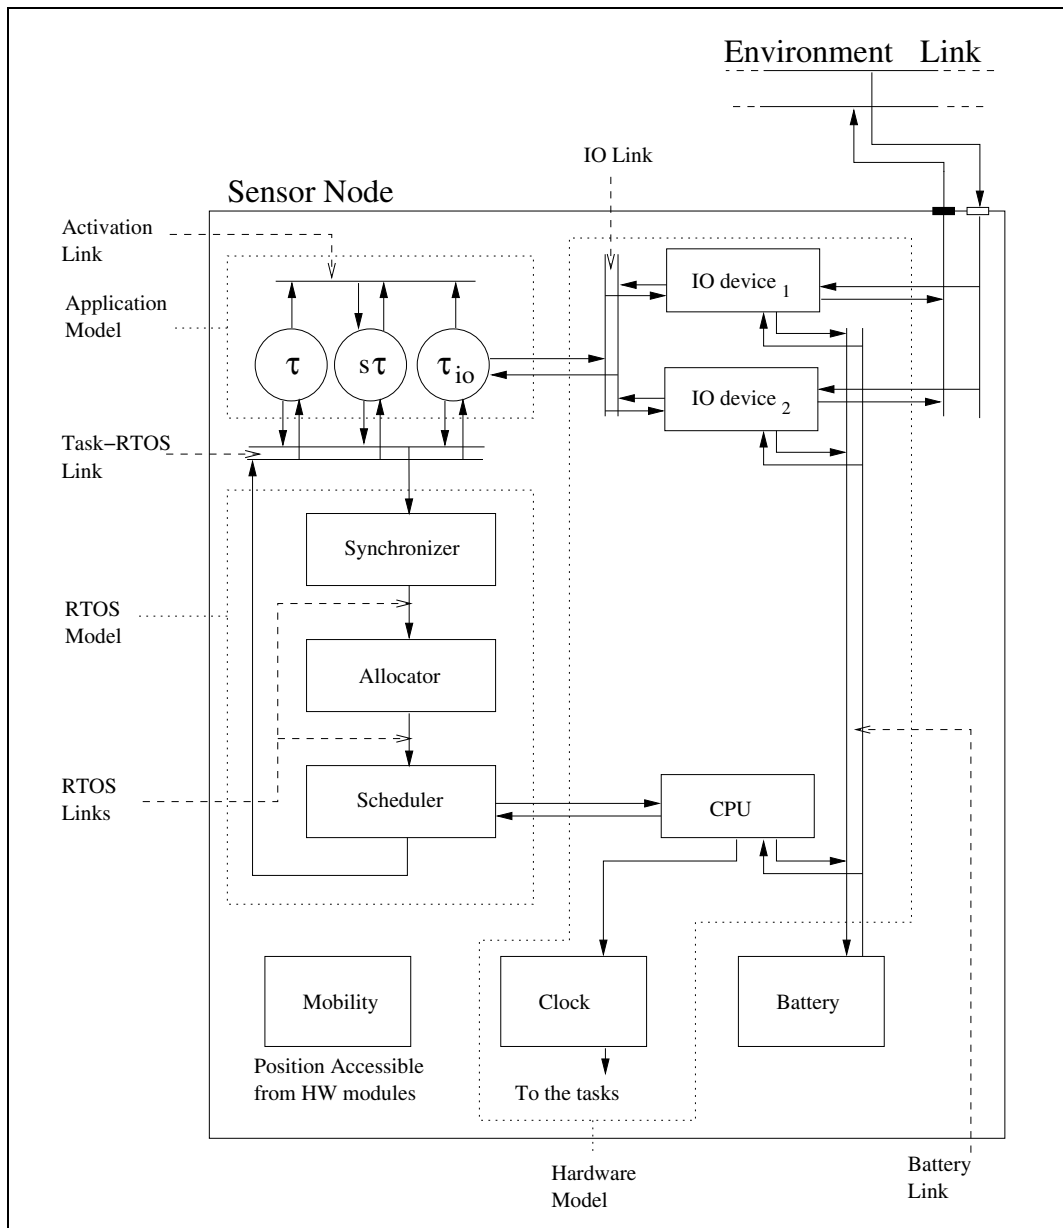 Environment Link
IO Link
Sensor Node
Activation
Link
IO device 1
Application
Model
τ
sτ
τio
IO device 2
Task−RTOS
Link
Synchronizer
RTOS
Model
Allocator
RTOS
Links
Scheduler
CPU
Mobility
Clock
Battery
Position Accessible
from HW modules
To the tasks
Hardware
Model
Battery
Link